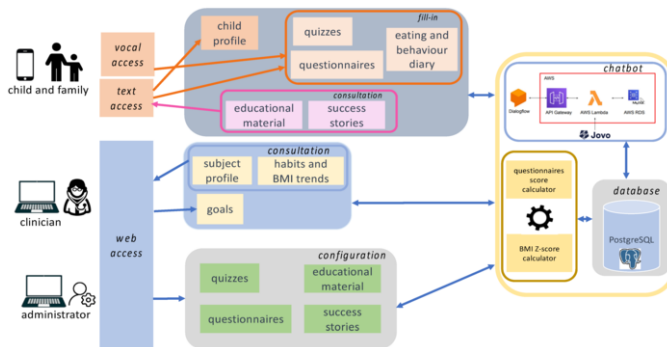 vocal
access
text
access
child and family
child
profile
fill-in
quizzes
questionnaires
eating and
behaviour
diary
consultation
educational
material
success
stories
chatbot
AWS
Dialogflow
API Gateway
AWS Lambda
AWS RDS
Jovo
consultation
subject
profile
habits and
BMI trends
goals
clinician
web
access
administrator
configuration
quizzes
educational
material
questionnaires
success
stories
questionnaires
score
calculator
BMI Z-score
calculator
database
PostgreSQL